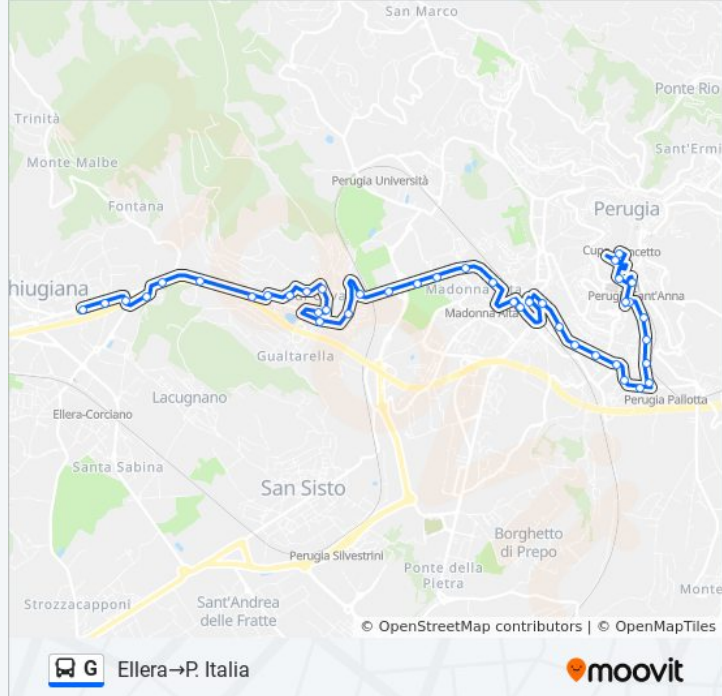 San Marco
Ponte Rio
Trinità
Sant'Ermi
Monte Malbe
Perugia Università
Fontana
Perugia
hiugiana
Madonna Alta
Gualtarella
Lacugnano
Perugia Pallotta
Ellera-Corciano
Santa Sabina
San Sisto
Borghetto
di Prepo
Perugia Silvestrini
Ponte della
Pietra
Monte
Strozzacapponi
Sant'Andrea
delle Fratte
© OpenStreetMap contributors | © OpenMapTiles
G Ellera→P. Italia
moovit